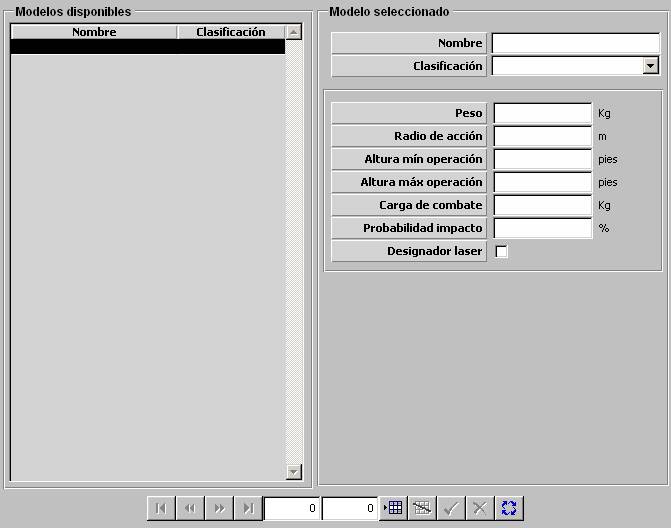 Modelos disponibles
Nombre Clasificación
Modelo seleccionado
Nombre
Clasificación
Peso Kg
Radio de acción m
Altura mín operación pies
Altura máx operación pies
Carga de combate Kg
Probabilidad impacto %
Designador laser
0 0